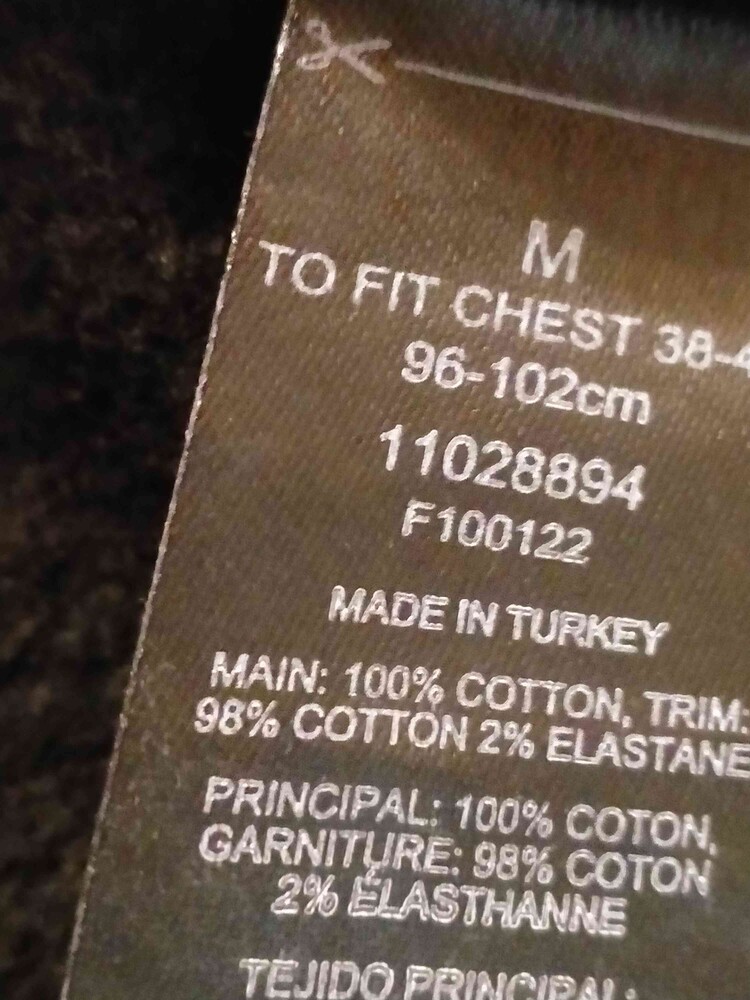 M
TO FIT CHEST 38-4
96-102cm
11028894
F100122
MADE IN TURKEY
MAIN: 100% COTTON, TRIM:
98% COTTON 2% ELASTANE
PRINCIPAL: 100% COTON,
GARNITURE: 98% COTON
2% ÉLASTHANNE
TEJIDO PRINCIPAL: